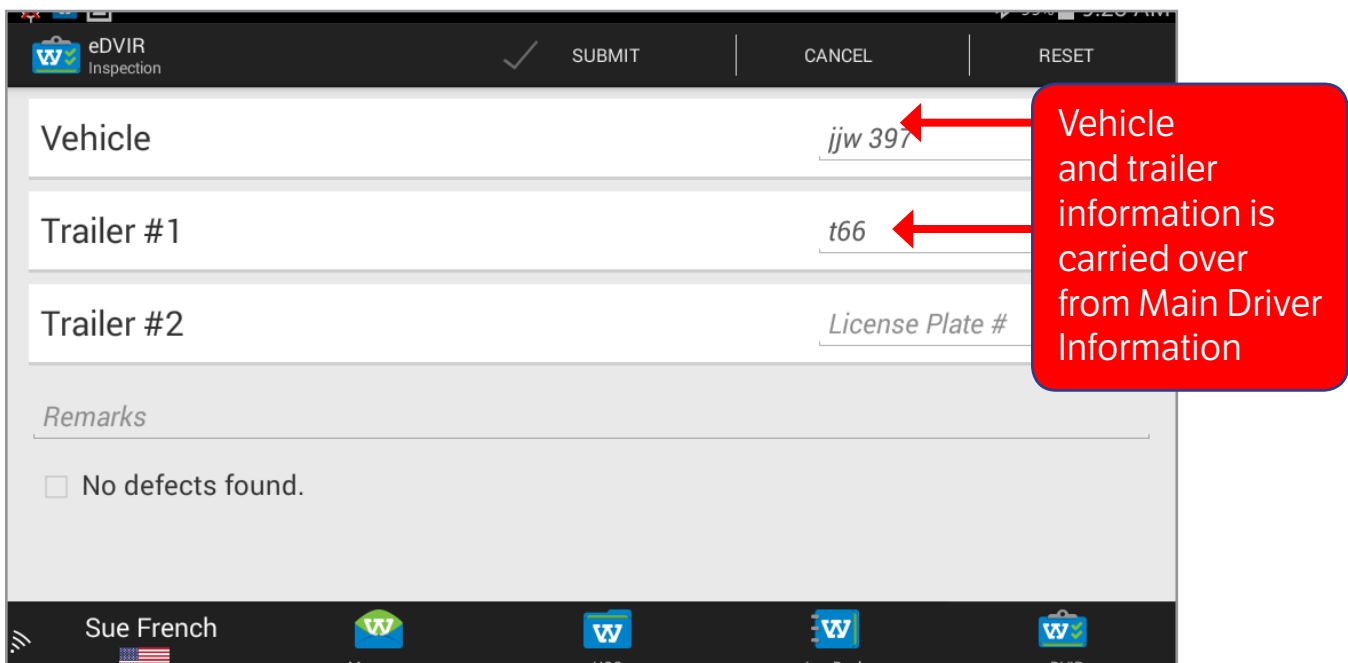 eDVIR
Inspection
SUBMIT
CANCEL
RESET
Vehicle
jjw 397
Trailer #1
t66
Trailer #2
License Plate #
Remarks
No defects found.
Vehicle
and trailer
information is
carried over
from Main Driver
Information
Sue French